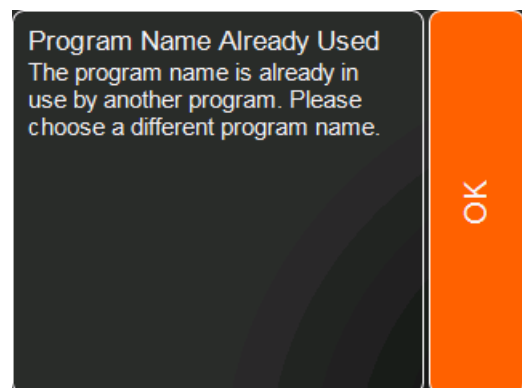 Program Name Already Used
The program name is already in
use by another program. Please
choose a different program name.
OK